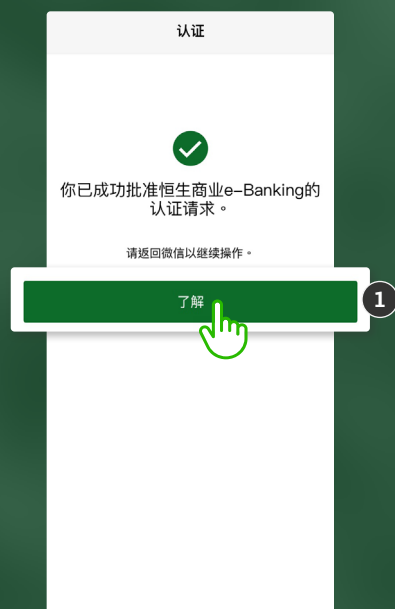 认证
你已成功批准恒生商业e-Banking的
认证请求。
请返回微信以继续操作。
了解
1